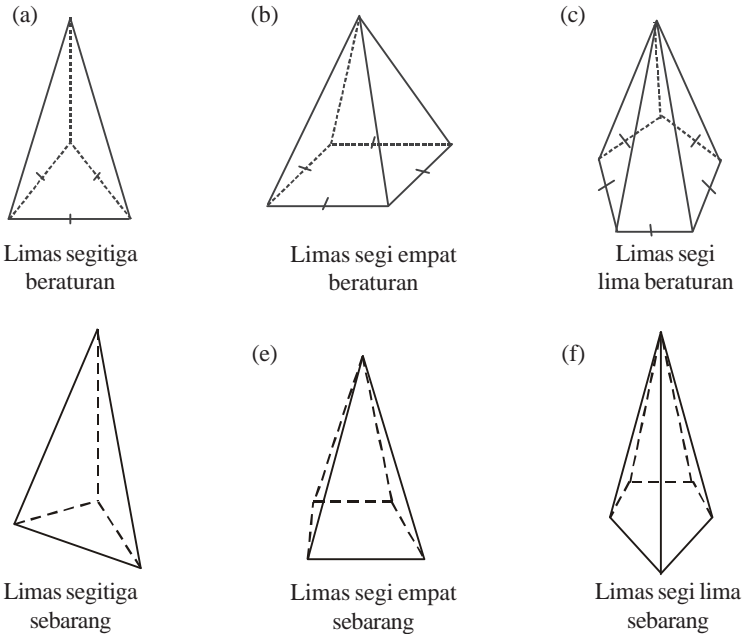 (a)
(b)
(c)
Limas segitiga
beraturan
Limas segi empat
beraturan
Limas segi
lima beraturan
(e)
(f)
Limas segitiga
sebarang
Limas segi empat
sebarang
Limas segi lima
sebarang